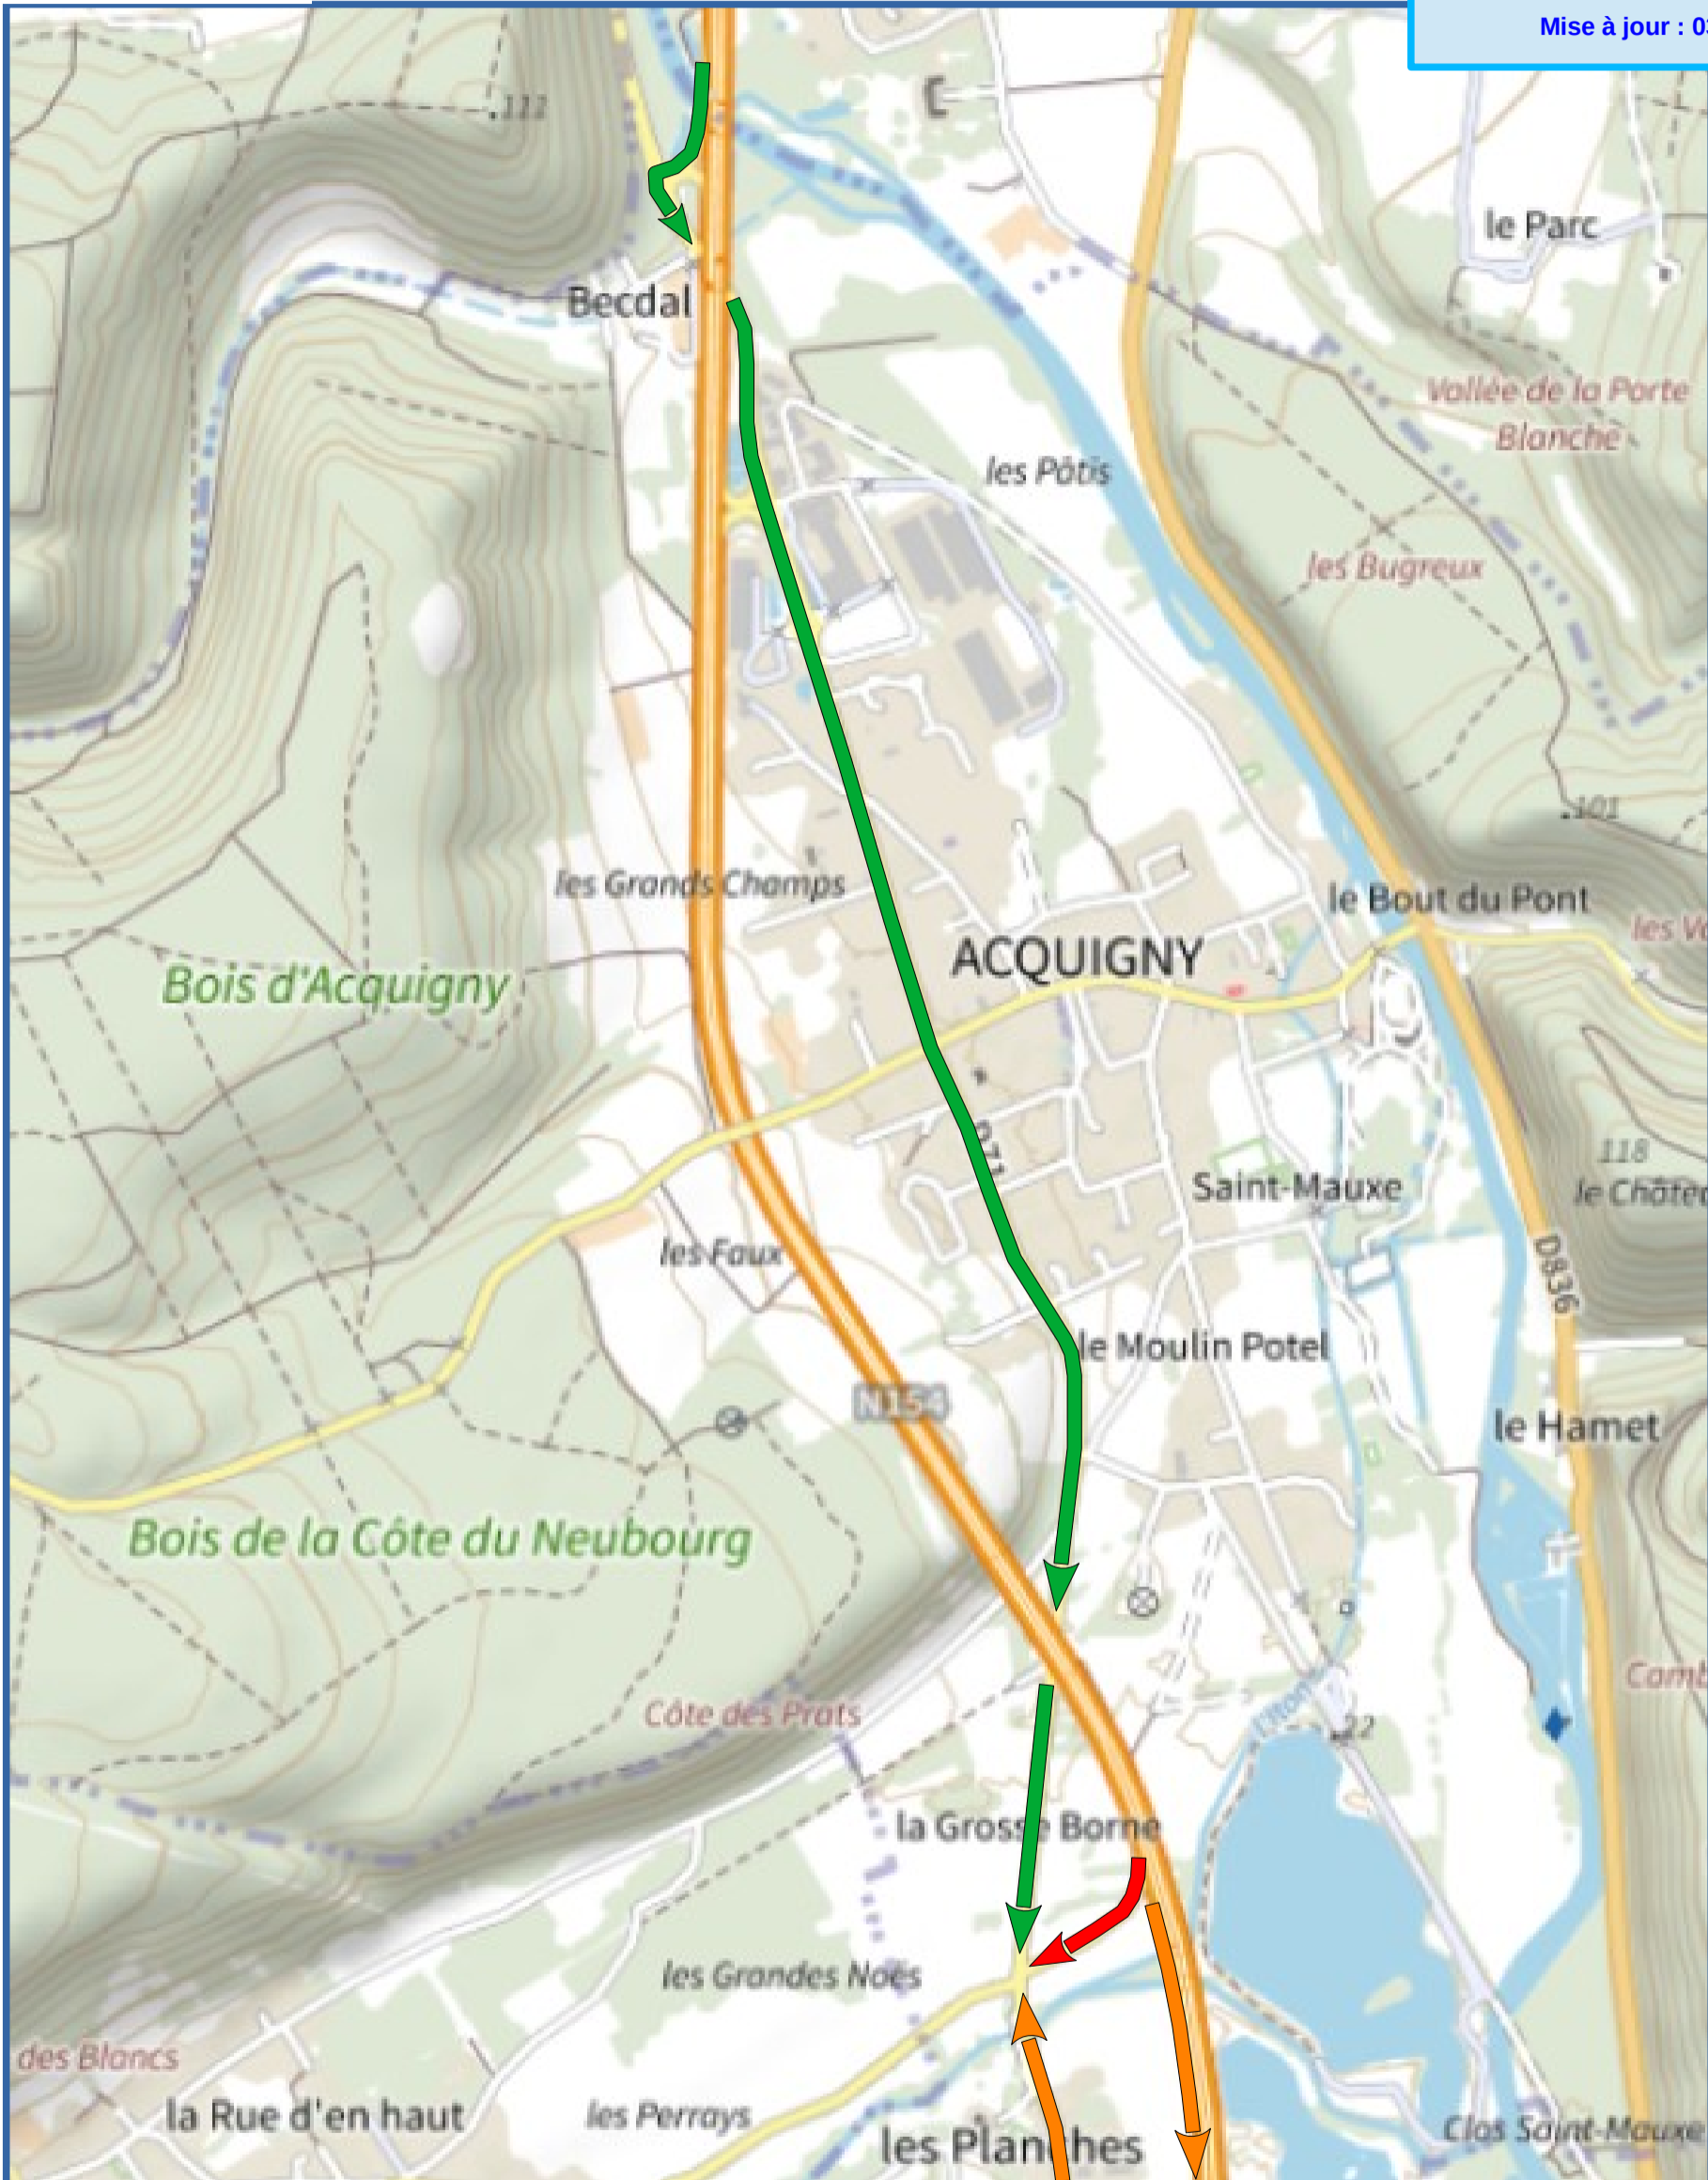 Mise à jour : 03
111
le Parc
Becdal
Vallée de la Porte
Blanche
les Pâtis
les Bugreux
101
les Grands Champs
le Bout du Pont
ACQUIGNY
Bois d'Acquigny
118
le Châte
Saint-Mauxe
les Faux
D836
le Moulin Potel
N154
le Hamet
Bois de la Côte du Neubourg
Côte des Prats
22
la Grosse Borne
les Grandes Noës
des Blancs
la Rue d'en haut
les Perrays
les Planches
Clos Saint-Mauxe